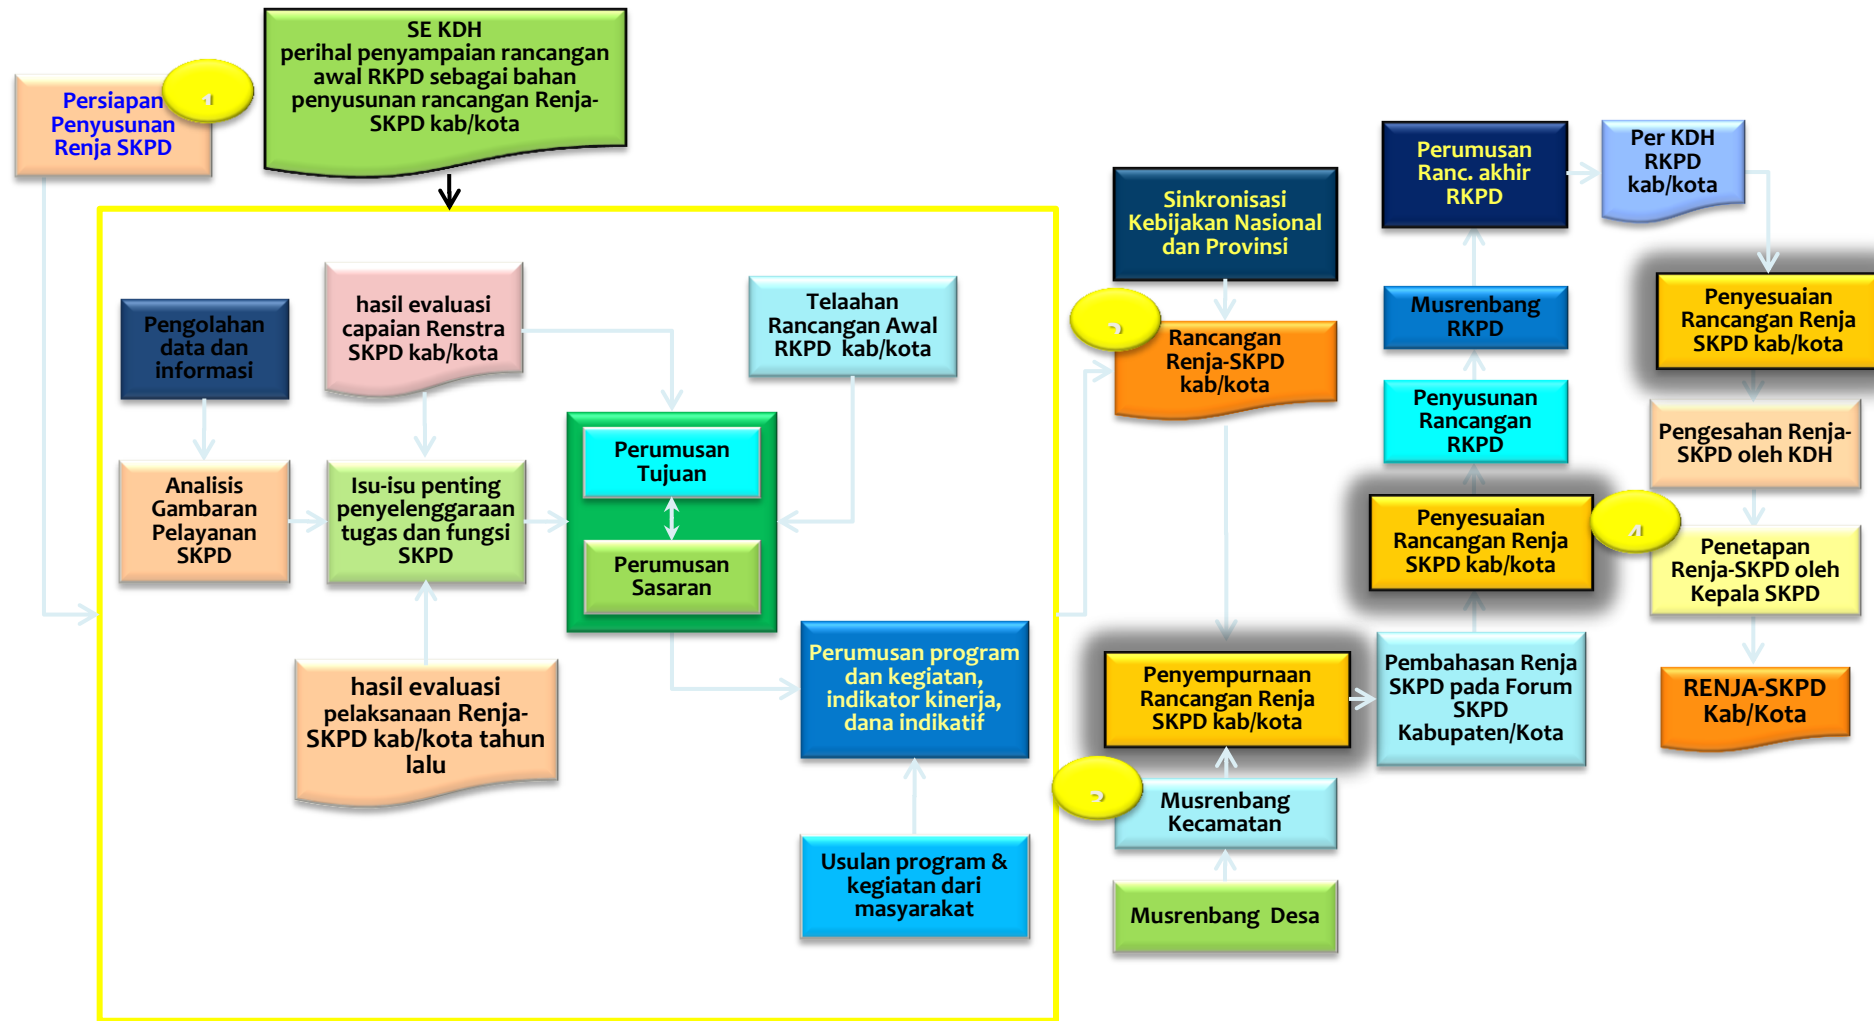 SE KDH
perihal penyampaian rancangan
awal RKPD sebagai bahan
penyusunan rancangan Renja-
SKPD kab/kota
Persiapan
Penyusunan
Renja SKPD
Pengolahan
data dan
informasi
hasil evaluasi
capaian Renstra
SKPD kab/kota
Telaahan
Rancangan Awal
RKPD kab/kota
Analisis
Gambaran
Pelayanan
SKPD
Isu-isu penting
penyelenggaraan
tugas dan fungsi
SKPD
Perumusan
Tujuan
Perumusan
Sasaran
hasil evaluasi
pelaksanaan Renja-
SKPD kab/kota tahun
lalu
Perumusan program
dan kegiatan,
indikator kinerja,
dana indikatif
Usulan program &
kegiatan dari
masyarakat
Sinkronisasi
Kebijakan Nasional
dan Provinsi
Rancangan
Renja-SKPD
kab/kota
Penyempurnaan
Rancangan Renja
SKPD kab/kota
Musrenbang
Kecamatan
Musrenbang Desa
Perumusan
Ranc. akhir
RKPD
Musrenbang
RKPD
Penyusunan
Rancangan
RKPD
Penyesuaian
Rancangan Renja
SKPD kab/kota
Pembahasan Renja
SKPD pada Forum
SKPD
Kabupaten/Kota
Per KDH
RKPD
kab/kota
Penyesuaian
Rancangan Renja
SKPD kab/kota
Pengesahan Renja-
SKPD oleh KDH
Penetapan
Renja-SKPD oleh
Kepala SKPD
RENJA-SKPD
Kab/Kota